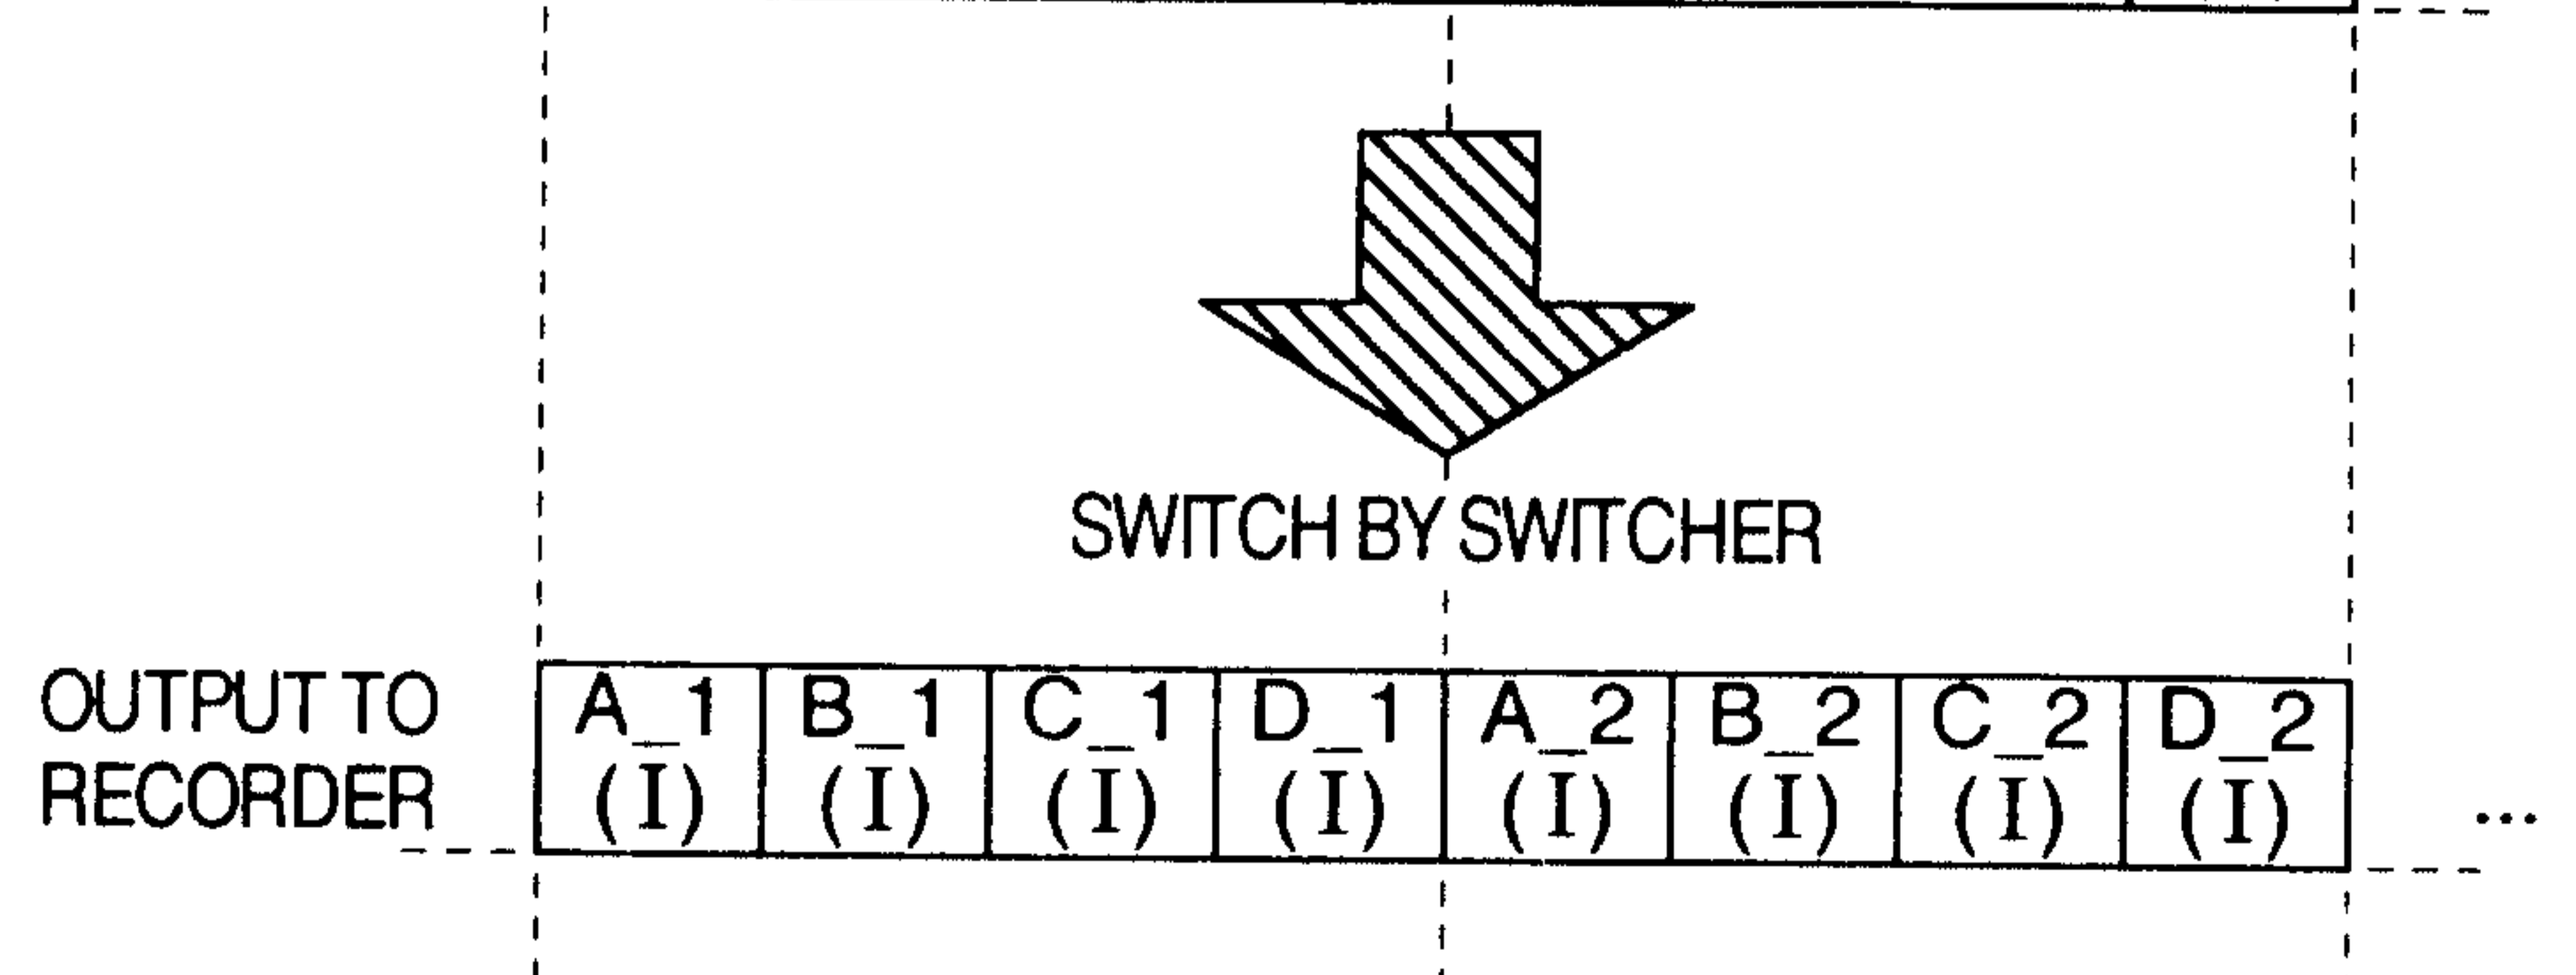 SWITCH BY SWITCHER
OUTPUT TO
RECORDER
A_1 B_1 C_1 D_1 A_2 B_2 C_2 D_2
(I) (I) (I) (I) (I) (I) (I) (I)
...